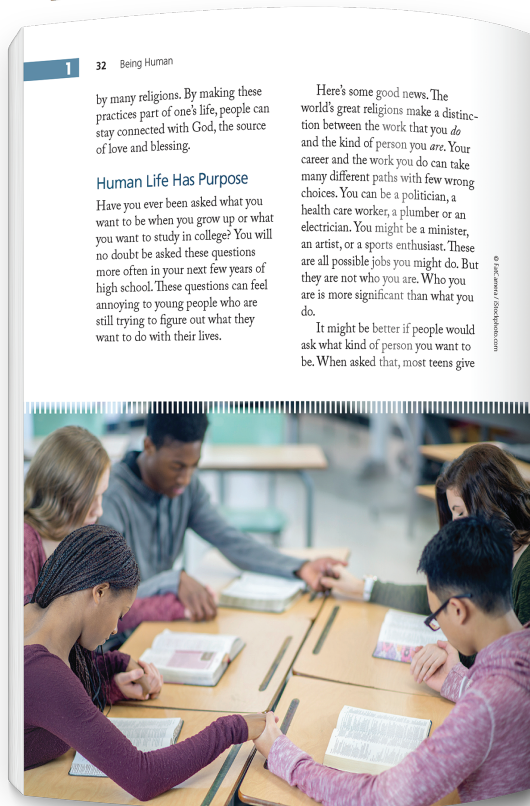 1
32 Being Human
by many religions. By making these
practices part of one's life, people can
stay connected with God, the source
of love and blessing.
Human Life Has Purpose
Have you ever been asked what you
want to be when you grow up or what
you want to study in college? You will
no doubt be asked these questions
more often in your next few years of
high school. These questions can feel
annoying to young people who are
still trying to figure out what they
want to do with their lives.
Here's some good news. The
world's great religions make a distinc-
tion between the work that you do
and the kind of person you are. Your
career and the work you do can take
many different paths with few wrong
choices. You can be a politician, a
health care worker, a plumber or an
electrician. You might be a minister,
an artist, or a sports enthusiast. These
are all possible jobs you might do. But
they are not who you are. Who you
are is more significant than what you
do.
It might be better if people would
ask what kind of person you want to
be. When asked that, most teens give
© FatCamera / iStockphoto.com